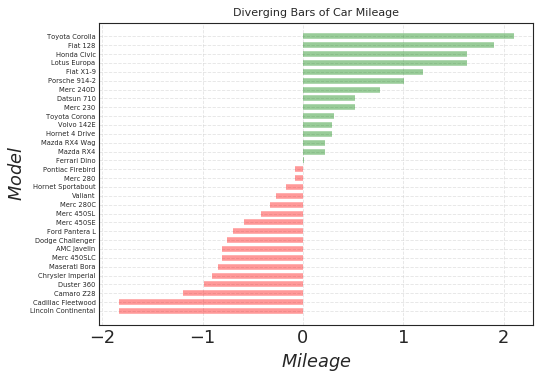 Diverging Bars of Car Mileage
Toyota Corolla
Fiat 128
Honda Civic
Lotus Europa
Fiat X1-9
Porsche 914-2
Merc 240D
Datsun 710
Merc 230
Toyota Corona
Volvo 142E
Hornet 4 Drive
Mazda RX4 Wag
Mazda RX4
Ferrari Dino
Pontiac Firebird
Merc 280
Hornet Sportabout
Valiant
Merc 280C
Merc 450SL
Merc 450SE
Ford Pantera L
Dodge Challenger
AMC Javelin
Merc 450SLC
Maserati Bora
Chrysler Imperial
Duster 360
Camaro Z28
Cadillac Fleetwood
Lincoln Continental
Model
−2 −1 0 1 2
Mileage